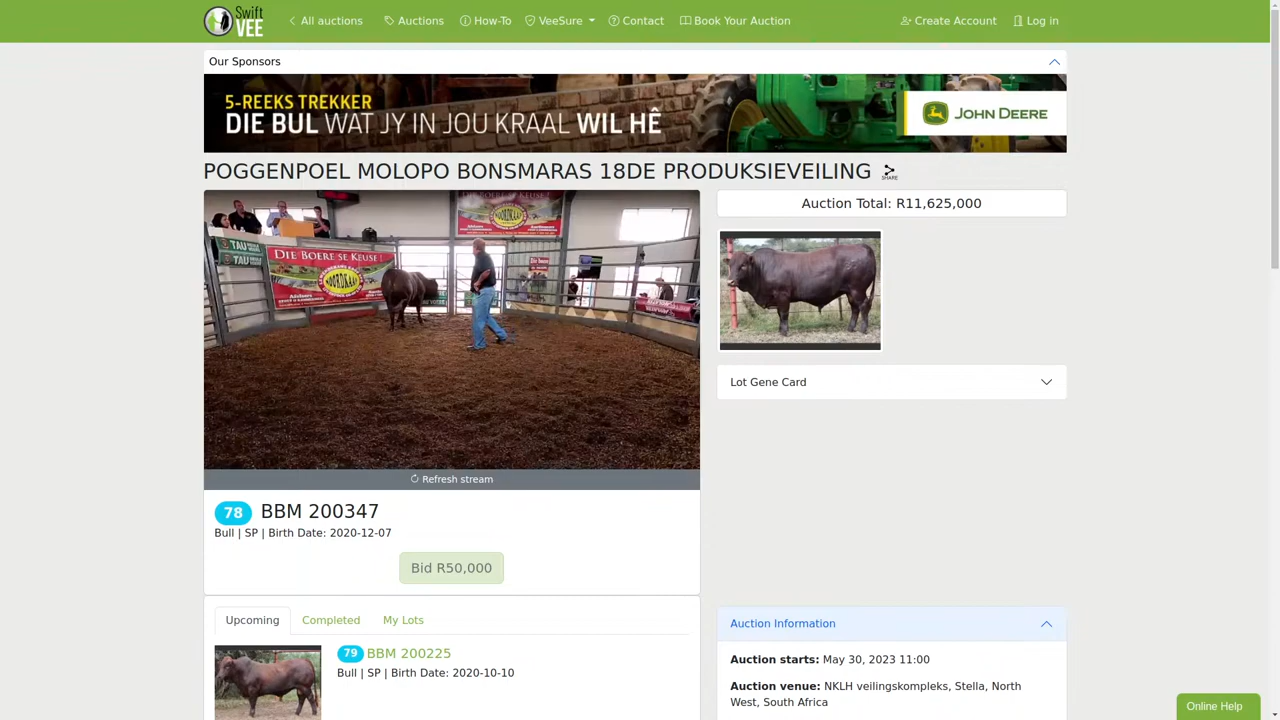 Swift
VEE
All auctions
Auctions
How-To
VeeSure
Contact
Book Your Auction
Create Account
Log in
Our Sponsors
5-REEKS TREKKER
DIE BUL WAT JY IN JOU KRAAL WIL HÊ
JOHN DEERE
POGGENPOEL MOLOPO BONSMARAS 18DE PRODUKSIEVEILING
SHARE
Auction Total: R11,625,000
TAU
TAU
DIE BOERE SE KEUSE !
Lot Gene Card
Refresh stream
78 BBM 200347
Bull | SP | Birth Date: 2020-12-07
Bid R50,000
Upcoming
Completed
My Lots
79 BBM 200225
Bull | SP | Birth Date: 2020-10-10
Auction Information
Auction starts: May 30, 2023 11:00
Auction venue: NKLH veilingskompleks, Stella, North
West, South Africa
Online Help